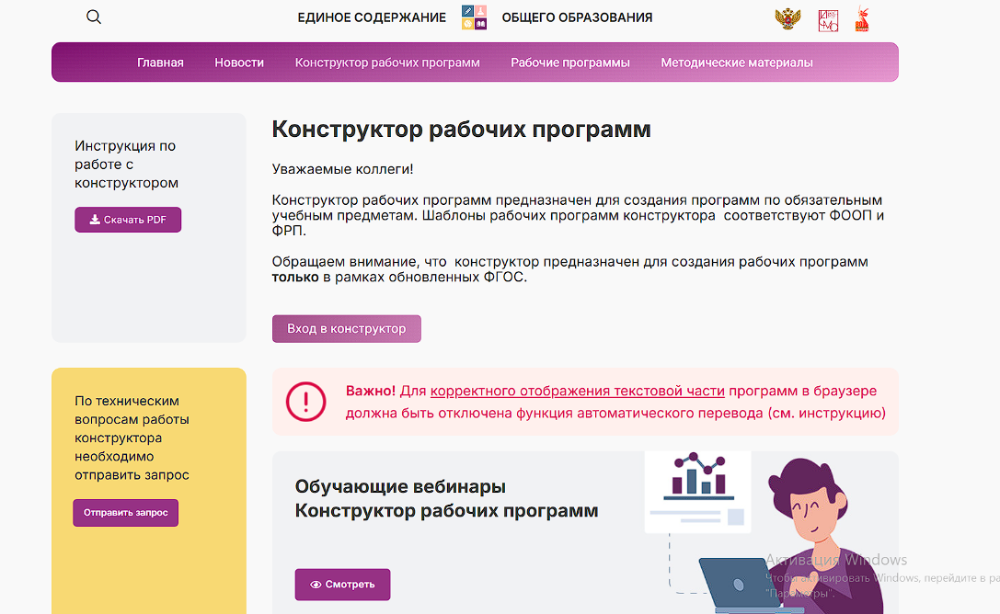 ЕДИНОЕ СОДЕРЖАНИЕ ОБЩЕГО ОБРАЗОВАНИЯ
Главная Новости Конструктор рабочих программ Рабочие программы Методические материалы
Инструкция по
работе с
конструктором
Скачать PDF
Конструктор рабочих программ
Уважаемые коллеги!
Конструктор рабочих программ предназначен для создания программ по обязательным
учебным предметам. Шаблоны рабочих программ конструктора соответствуют ФООП и
ФРП.
Обращаем внимание, что конструктор предназначен для создания рабочих программ
только в рамках обновленных ФГОС.
Вход в конструктор
По техническим
вопросам работы
конструктора
необходимо
отправить запрос
Отправить запрос
Важно! Для корректного отображения текстовой части программ в браузере
должна быть отключена функция автоматического перевода (см. инструкцию)
Обучающие вебинары
Конструктор рабочих программ
Смотреть
Активация Windows
Чтобы активировать Windows, перейдите в ра
"Параметры".